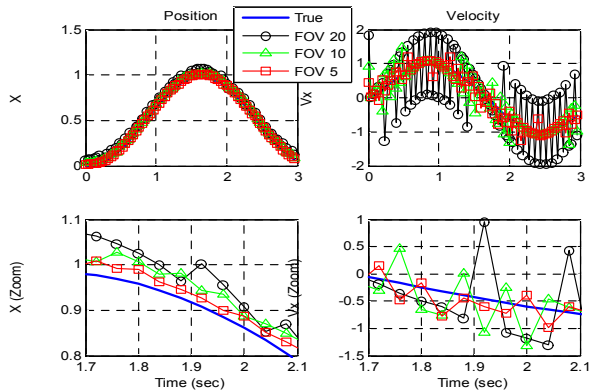 Position
Velocity
True
FOV 20
FOV 10
FOV 5
X
1.5
1
0.5
0
0 1 2 3
Vx
2
1
0
-1
-2
0 1 2 3
X (Zoom)
1.1
1
0.9
0.8
1.7 1.8 1.9 2 2.1
Time (sec)
Vx (Zoom)
1
0.5
0
-0.5
-1
-1.5
1.7 1.8 1.9 2 2.1
Time (sec)